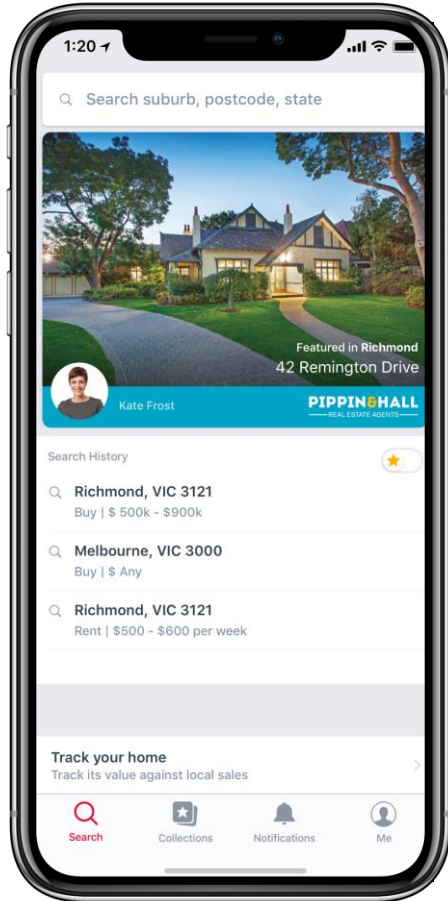 1:20
Search suburb, postcode, state
Featured in Richmond
42 Remington Drive
Kate Frost
PIPPIN&HALL
REAL ESTATE AGENTS
Search History
Richmond, VIC 3121
Buy | $ 500k - $900k
Melbourne, VIC 3000
Buy | $ Any
Richmond, VIC 3121
Rent | $500 - $600 per week
Track your home
Track its value against local sales
Search
Collections
Notifications
Me